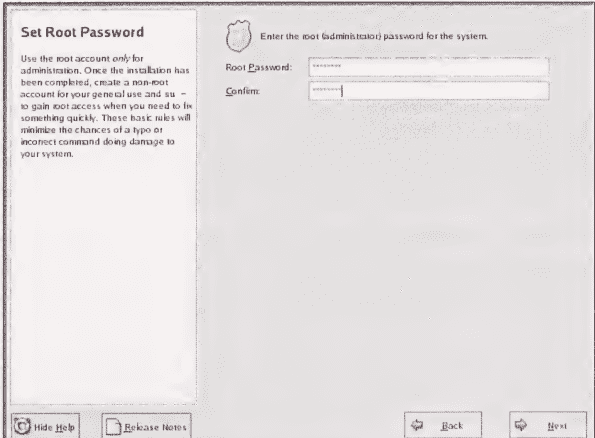 Set Root Password
Use the root account only for
administration. Once the installation has
been completed, create a non-root
account for your general use and su -
to gain root access when you need to fix
something quickly. These basic rules will
minimize the chances of a typo or
incorrect command doing damage to
your system.
Enter the root (administrator) password for the system.
Root Password: ********
Confirm: ********
Hide Help
Release Notes
Back
Next